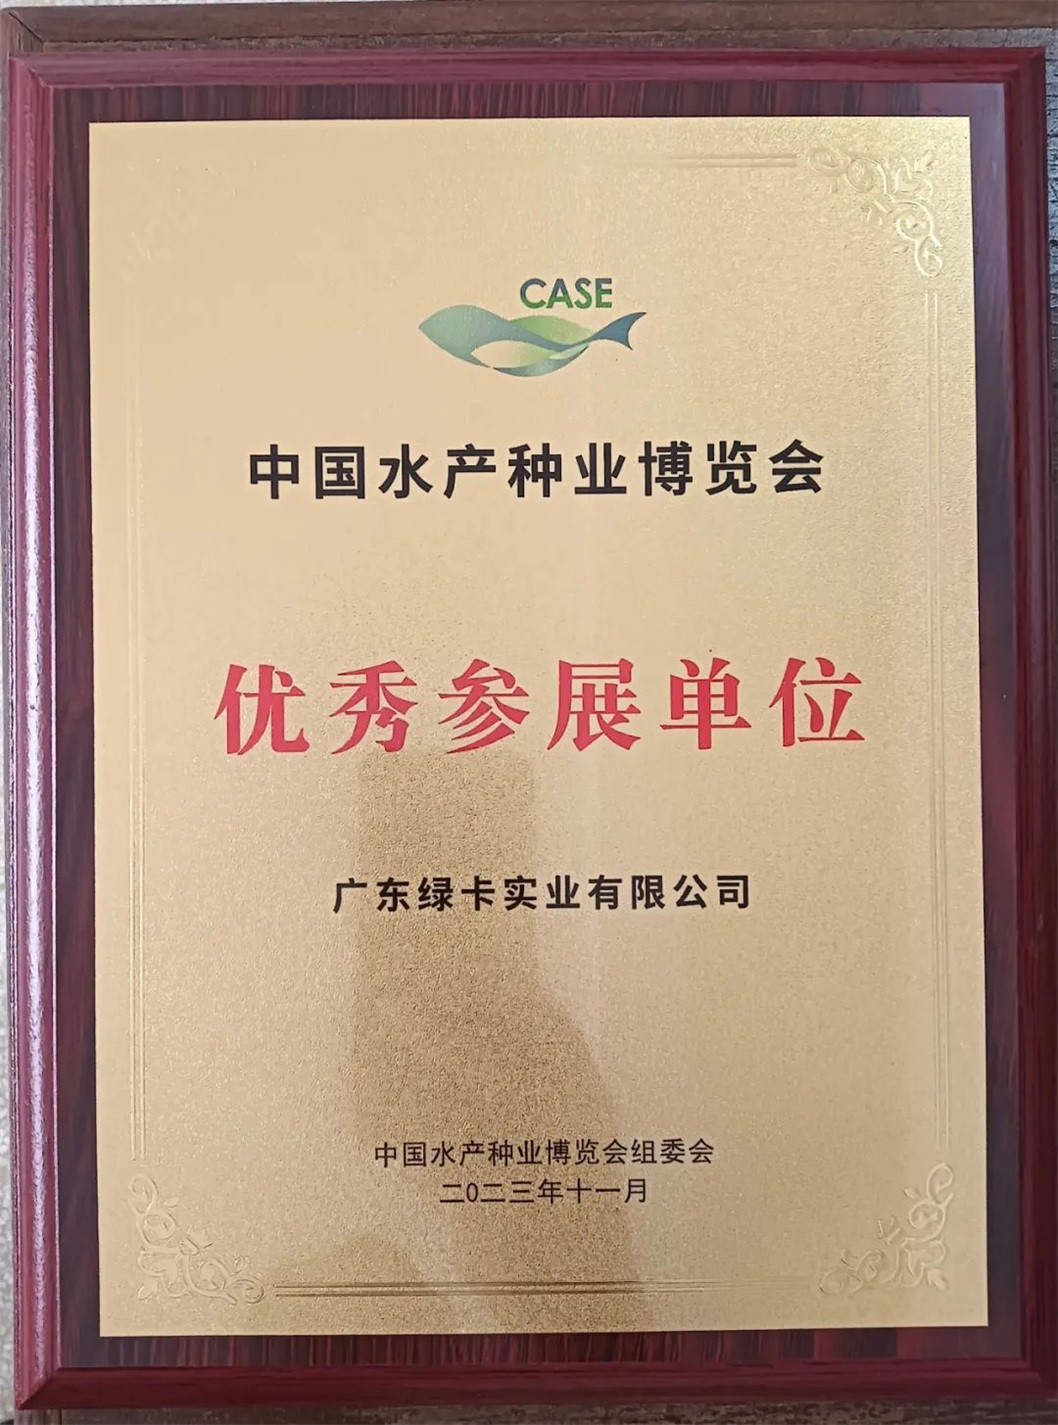 CASE
中国水产种业博览会
优秀参展单位
广东绿卡实业有限公司
中国水产种业博览会组委会
二0二三年十一月